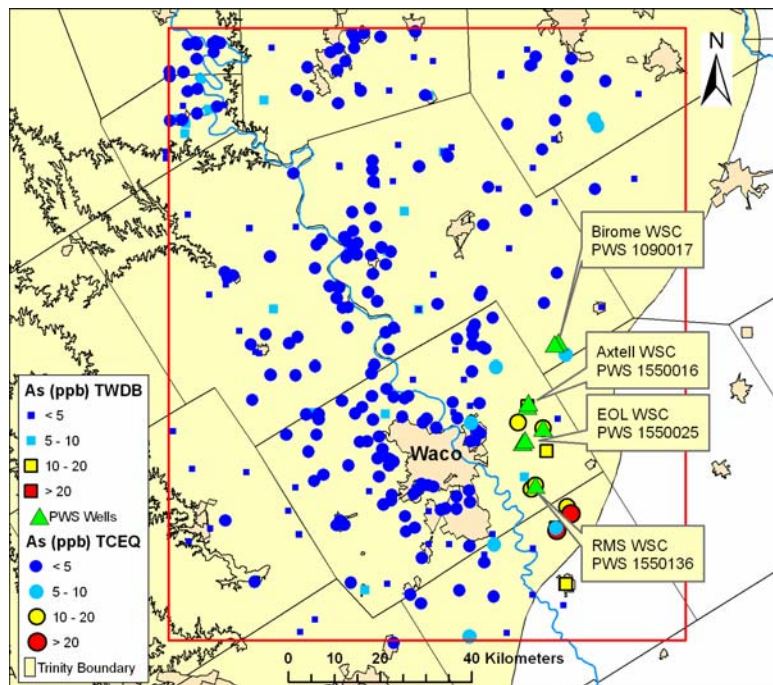 N
Birome WSC
PWS 1090017
Axtell WSC
PWS 1550016
EOL WSC
PWS 1550025
RMS WSC
PWS 1550136
Waco
As (ppb) TWDB
< 5
5 - 10
10 - 20
> 20
PWS Wells
As (ppb) TCEQ
< 5
5 - 10
10 - 20
> 20
Trinity Boundary
0 10 20 40 Kilometers